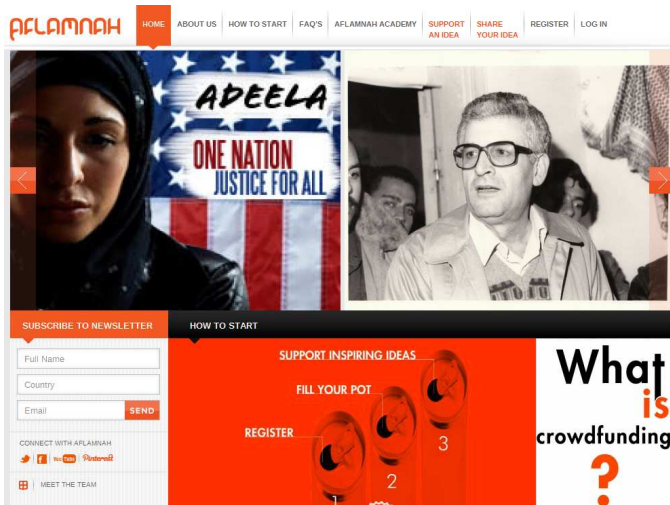 AFLAMNAH
HOME
ABOUT US
HOW TO START
FAQ'S
AFLAMNAH ACADEMY
SUPPORT
AN IDEA
SHARE
YOUR IDEA
REGISTER
LOG IN
ADEELA
ONE NATION
JUSTICE FOR ALL
SUBSCRIBE TO NEWSLETTER
HOW TO START
Full Name
Country
Email
SEND
CONNECT WITH AFLAMNAH
You Tube
Pinterest
MEET THE TEAM
SUPPORT INSPIRING IDEAS
FILL YOUR POT
REGISTER
3
2
1
What
is
crowdfunding
?